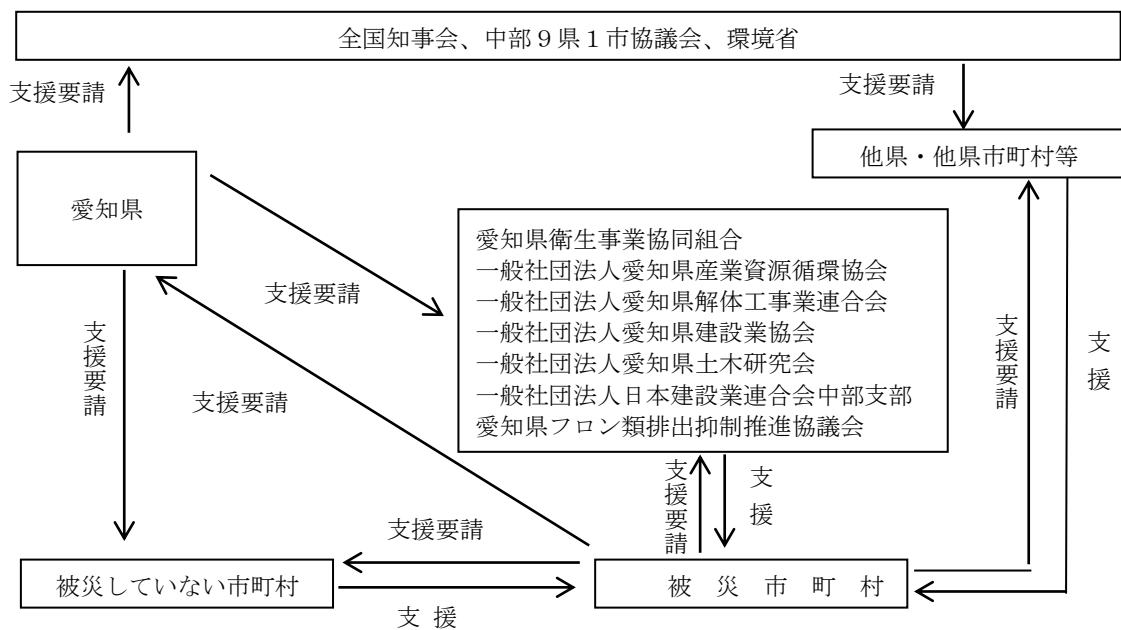 全国知事会、中部９県１市協議会、環境省
支援要請
支援要請
他県・他県市町村等
愛知県
愛知県衛生事業協同組合
一般社団法人愛知県産業資源循環協会
一般社団法人愛知県解体工事業連合会
一般社団法人愛知県建設業協会
一般社団法人愛知県土木研究会
一般社団法人日本建設業連合会中部支部
愛知県フロン類排出抑制推進協議会
支援要請
支援要請
支援要請
支援要請
支 援
支援要請
支 援
支援要請
被災していない市町村
被 災 市 町 村
支 援